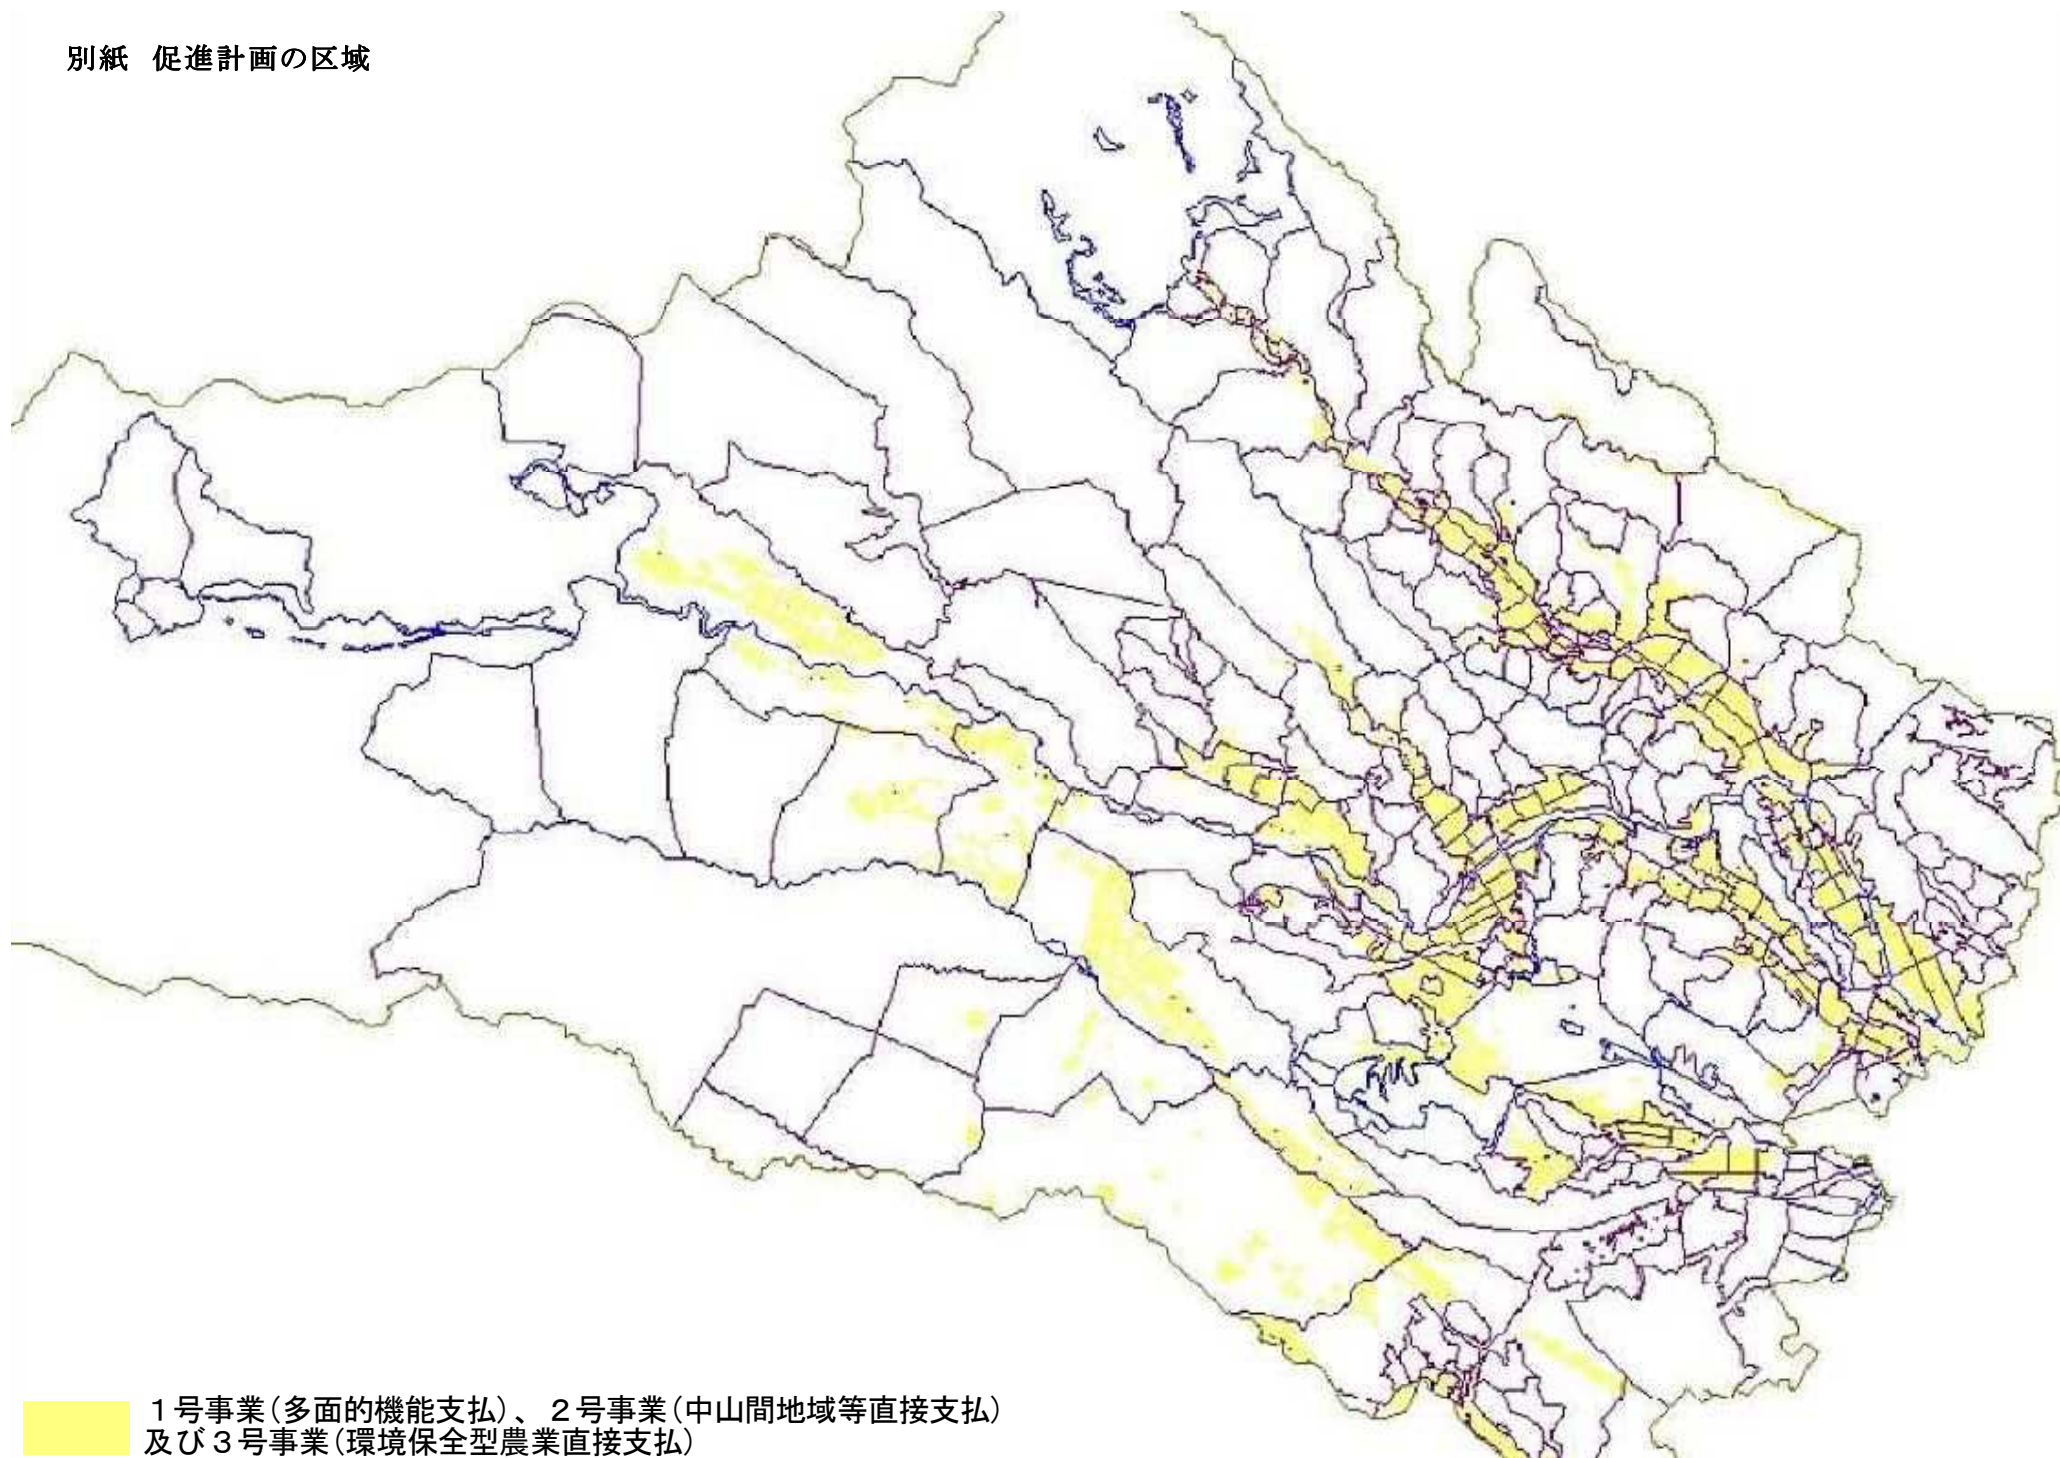 別紙　促進計画の区域
１号事業（多面的機能支払）、２号事業（中山間地域等直接支払）
及び３号事業（環境保全型農業直接支払）